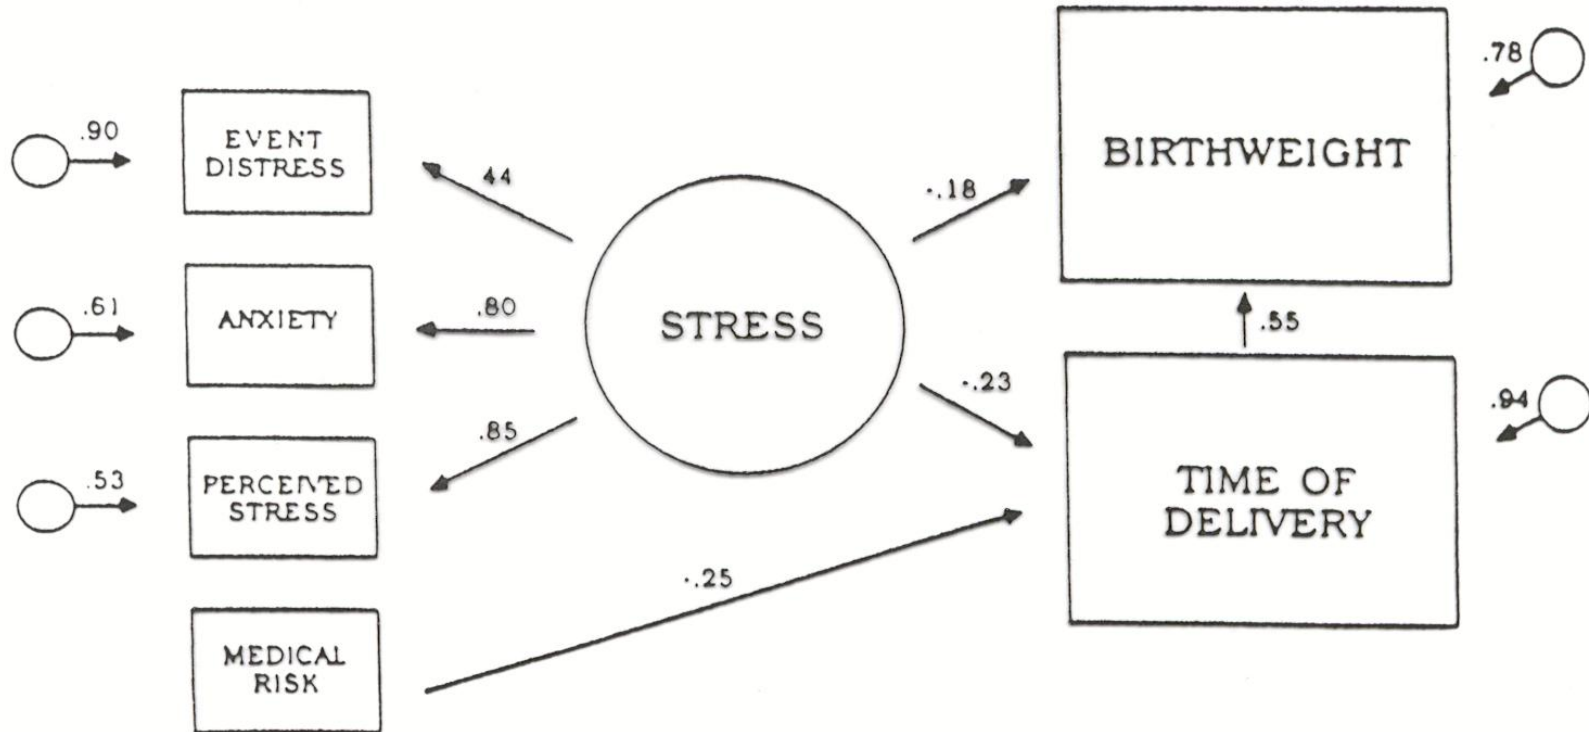 .78
.90
EVENT
DISTRESS
44
-.18
BIRTHWEIGHT
.61
ANXIETY
.80
STRESS
.55
-.23
.94
.53
PERCEIVED
STRESS
.85
TIME OF
DELIVERY
-.25
MEDICAL
RISK